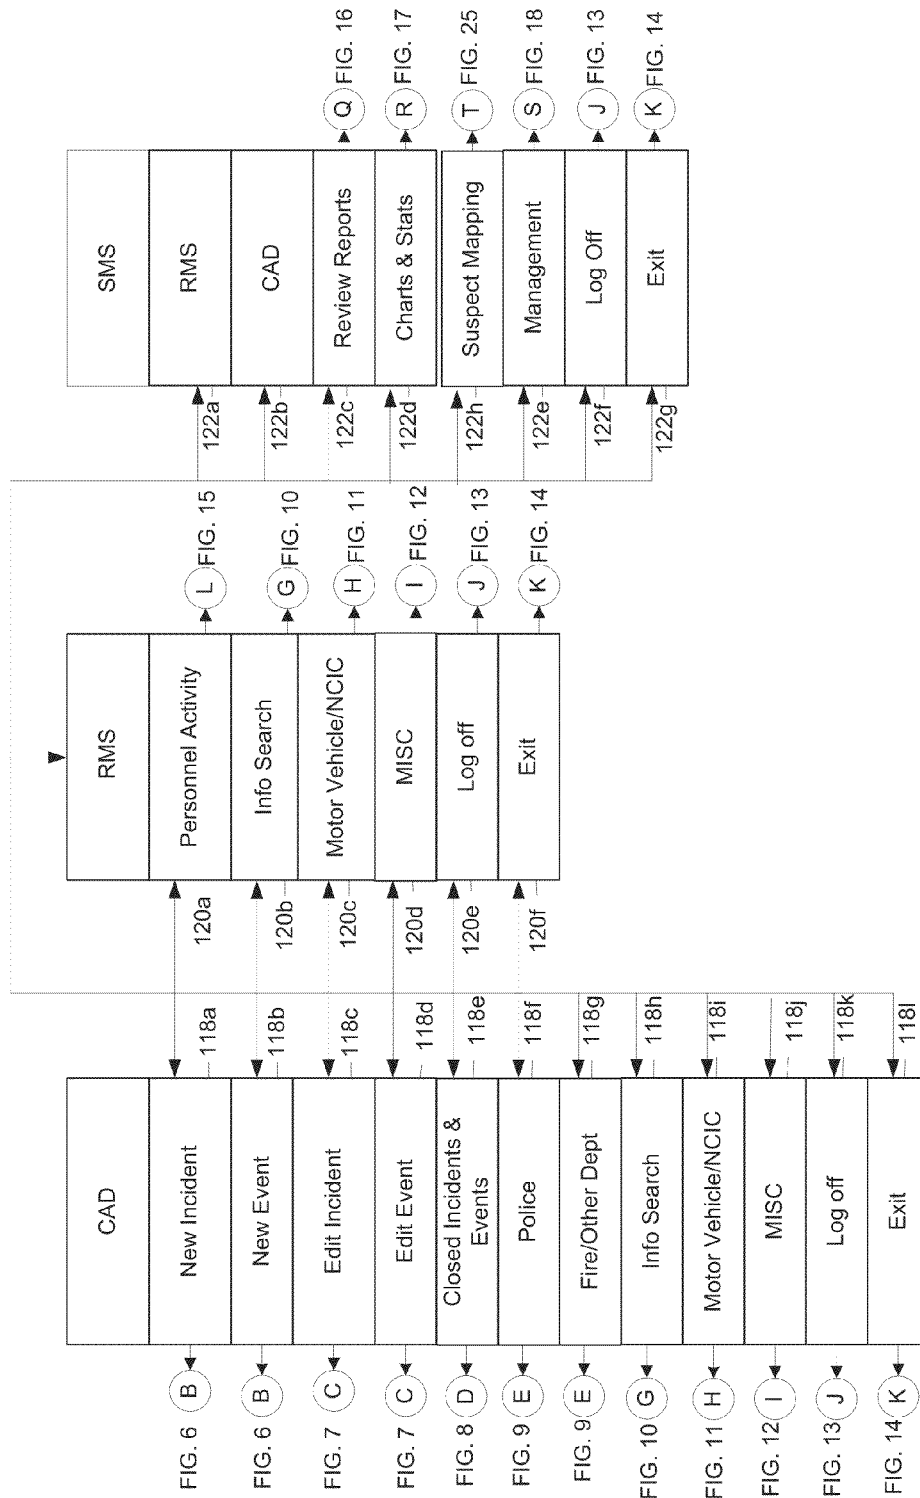 CAD
New Incident
118a
FIG. 6
B
New Event
118b
FIG. 6
B
Edit Incident
118c
FIG. 7
C
Edit Event
118d
FIG. 7
C
Closed Incidents &
Events
118e
FIG. 8
D
Police
118f
FIG. 9
E
Fire/Other Dept
118g
FIG. 9
E
Info Search
118h
FIG. 10
G
Motor Vehicle/NCIC
118i
FIG. 11
H
MISC
118j
FIG. 12
I
Log off
118k
FIG. 13
J
Exit
118l
FIG. 14
K
RMS
Personnel Activity
120a
L
FIG. 15
Info Search
120b
G
FIG. 10
Motor Vehicle/NCIC
120c
H
FIG. 11
MISC
120d
I
FIG. 12
Log off
120e
J
FIG. 13
Exit
120f
K
FIG. 14
SMS
RMS
122a
CAD
122b
Review Reports
122c
Q
FIG. 16
Charts & Stats
122d
R
FIG. 17
Suspect Mapping
122h
T
FIG. 25
Management
122e
S
FIG. 18
Log Off
122f
J
FIG. 13
Exit
122g
K
FIG. 14